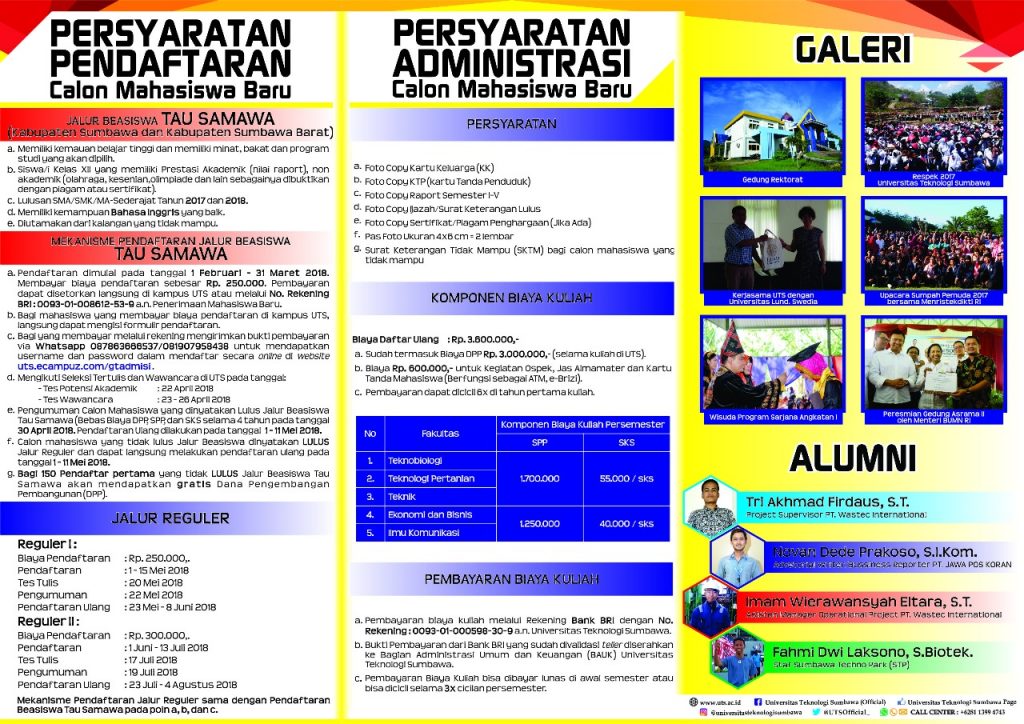 PERSYARATAN
PENDAFTARAN
Calon Mahasiswa Baru
JALUR BEASISWA TAU SAMAWA
(Kabupaten Sumbawa dan Kabupaten Sumbawa Barat)
a. Memiliki kemauan belajar tinggi dan memiliki minat, bakat dan program
studi yang akan dipilih.
b. Siswa/i Kelas XII yang memiliki Prestasi Akademik (nilai raport), non
akademik (olahraga, kesenian, olimpiade dan lain sebagainya dibuktikan
dengan piagam atau sertifikat).
c. Lulusan SMA/SMK/MA-Sederajat Tahun 2017 dan 2018.
d. Memiliki kemampuan Bahasa Inggris yang baik.
e. Diutamakan dari kalangan yang tidak mampu.
MEKANISME PENDAFTARAN JALUR BEASISWA
TAU SAMAWA
a. Pendaftaran dimulai pada tanggal 1 Februari - 31 Maret 2018.
Membayar biaya pendaftaran sebesar Rp. 250.000. Pembayaran
dapat disetorkan langsung di kampus UTS atau melalui No. Rekening
BRI : 0093-01-008612-53-9 a.n. Penerimaan Mahasiswa Baru.
b. Bagi mahasiswa yang membayar biaya pendaftaran di kampus UTS,
langsung dapat mengisi formulir pendaftaran.
c. Bagi yang membayar melalui rekening mengirimkan bukti pembayaran
via Whatsapp 087863666537/081907958438 untuk mendapatkan
username dan password dalam mendaftar secara online di website
uts.ecampuz.com/gtadmisi.
d. Mengikuti Seleksi Tertulis dan Wawancara di UTS pada tanggal:
- Tes Potensi Akademik : 22 April 2018
- Tes Wawancara : 23 - 26 April 2018
e. Pengumuman Calon Mahasiswa yang dinyatakan Lulus Jalur Beasiswa
Tau Samawa (Bebas Biaya DPP, SPP, dan SKS selama 4 tahun pada tanggal
30 April 2018. Pendaftaran Ulang dilakukan pada tanggal 1 - 11 Mei 2018.
f. Calon mahasiswa yang tidak lulus Jalur Beasiswa dinyatakan LULUS
Jalur Reguler dan dapat langsung melakukan pendaftaran ulang pada
tanggal 1 - 11 Mei 2018.
g. Bagi 150 Pendaftar pertama yang tidak LULUS Jalur Beasiswa Tau
Samawa akan mendapatkan gratis Dana Pengembangan
Pembangunan (DPP).
JALUR REGULER
Reguler I :
Biaya Pendaftaran : Rp. 250.000,.
Pendaftaran : 1 - 15 Mei 2018
Tes Tulis : 20 Mei 2018
Pengumuman : 22 Mei 2018
Pendaftaran Ulang : 23 Mei - 8 Juni 2018
Reguler II :
Biaya Pendaftaran : Rp. 300.000,.
Pendaftaran : 1 Juni - 13 Juli 2018
Tes Tulis : 17 Juli 2018
Pengumuman : 19 Juli 2018
Pendaftaran Ulang : 23 Juli - 4 Agustus 2018
Mekanisme Pendaftaran Jalur Reguler sama dengan Pendaftaran
Beasiswa Tau Samawa pada poin a, b, dan c.
PERSYARATAN
ADMINISTRASI
Calon Mahasiswa Baru
PERSYARATAN
a. Foto Copy Kartu Keluarga (KK)
b. Foto Copy KTP (kartu Tanda Penduduk)
c. Foto Copy Raport Semester I-V
d. Foto Copy Ijazah/Surat Keterangan Lulus
e. Foto Copy Sertifikat/Piagam Penghargaan (Jika Ada)
f. Pas Foto Ukuran 4x6 cm = 2 lembar
g. Surat Keterangan Tidak Mampu (SKTM) bagi calon mahasiswa yang
tidak mampu
KOMPONEN BIAYA KULIAH
Biaya Daftar Ulang : Rp. 3.600.000,-
a. Sudah termasuk Biaya DPP Rp. 3.000.000,- (selama kuliah di UTS).
b. Biaya Rp. 600.000,- untuk Kegiatan Ospek, Jas Almamater dan Kartu
Tanda Mahasiswa (Berfungsi sebagai ATM, e-Brizi).
c. Pembayaran dapat dicicil 6x di tahun pertama kuliah.
No Fakultas Komponen Biaya Kuliah Persemester
SPP SKS
1. Teknobiologi
2. Teknologi Pertanian 1.700.000 55.000 / sks
3. Teknik
4. Ekonomi dan Bisnis
1.250.000 40.000 / sks
5. Ilmu Komunikasi
PEMBAYARAN BIAYA KULIAH
a. Pembayaran biaya kuliah melalui Rekening Bank BRI dengan No.
Rekening : 0093-01-000598-30-9 a.n. Universitas Teknologi Sumbawa.
b. Bukti Pembayaran dari Bank BRI yang sudah divalidasi teller diserahkan
ke Bagian Administrasi Umum dan Keuangan (BAUK) Universitas
Teknologi Sumbawa.
c. Pembayaran Biaya Kuliah bisa dibayar lunas di awal semester atau
bisa dicicil selama 3x cicilan persemester.
GALERI
Gedung Rektorat
Respek 2017
Universitas Teknologi Sumbawa
Kerjasama UTS dengan
Universitas Lund, Swedia
Upacara Sumpah Pemuda 2017
bersama Menristekdikti RI
Wisuda Program Sarjana Angkatan I
Peresmian Gedung Asrama II
oleh Menteri BUMN RI
ALUMNI
Tri Akhmad Firdaus, S.T.
Project Supervisor PT. Wastec International
Novan Dede Prakoso, S.I.Kom.
Advetorial Writer Bussiness Reporter PT. JAWA POS KORAN
Imam Wierawansyah Eltara, S.T.
Asisten Manager Operational Project PT. Wastec International
Fahmi Dwi Laksono, S.Biotek.
Staf Sumbawa Techno Park (STP)
www.uts.ac.id Universitas Teknologi Sumbawa (Official) Universitas Teknologi Sumbawa Page
@universitasteknologisumbawa @UTSOfficial_ CALL CENTER : +6281 1399 0743